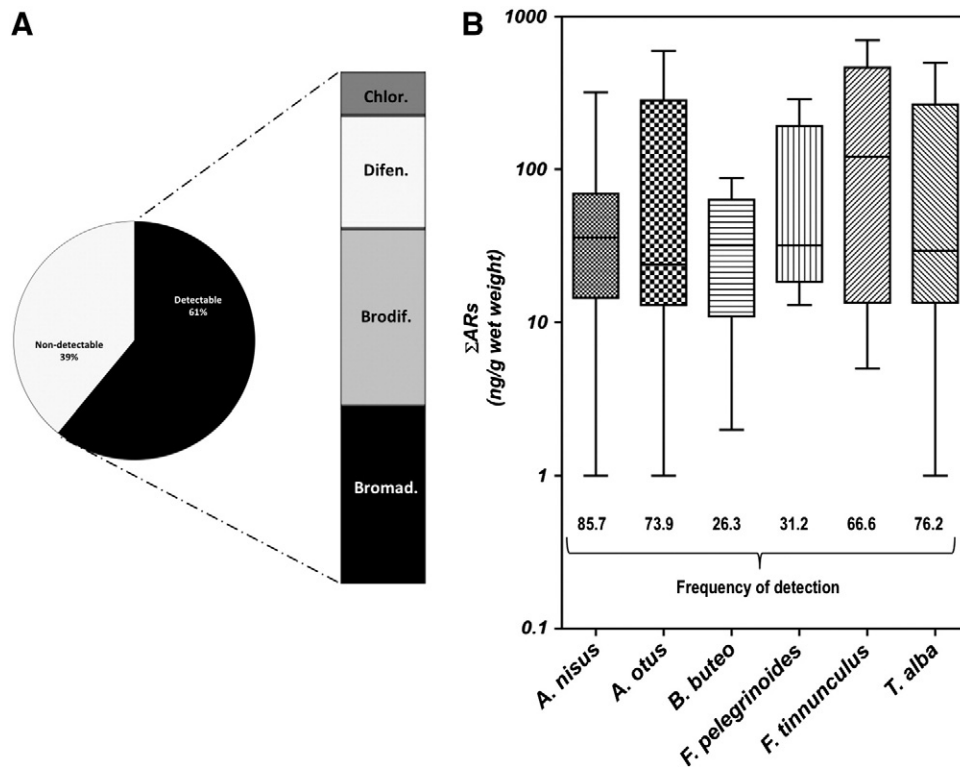 A
Chlor.
Difen.
Brodif.
Bromad.
Detectable
61%
Non-detectable
39%
B
1000
100
10
1
0.1
ΣARs
(ng/g wet weight)
85.7 73.9 26.3 31.2 66.6 76.2
Frequency of detection
A. nisus
A. otus
B. buteo
F. pelegrinoides
F. tinnunculus
T. alba